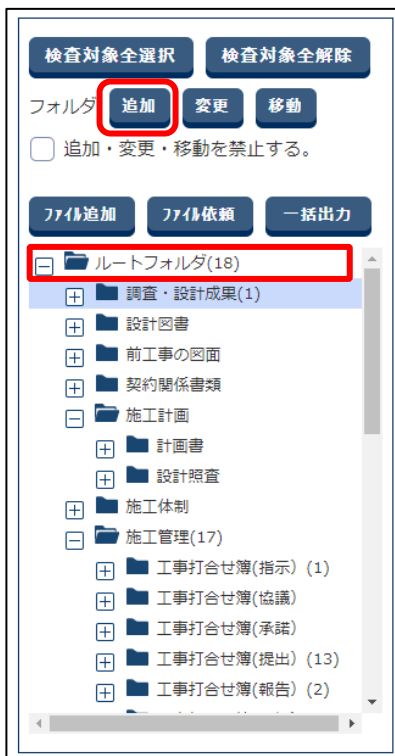 検査対象全選択 検査対象全解除
フォルダ 追加 変更 移動
追加・変更・移動を禁止する。
ファイル追加 ファイル依頼 一括出力
ルートフォルダ(18)
調査・設計成果(1)
設計図書
前工事の図面
契約関係書類
施工計画
計画書
設計照査
施工体制
施工管理(17)
工事打合せ簿(指示) (1)
工事打合せ簿(協議)
工事打合せ簿(承諾)
工事打合せ簿(提出) (13)
工事打合せ簿(報告) (2)